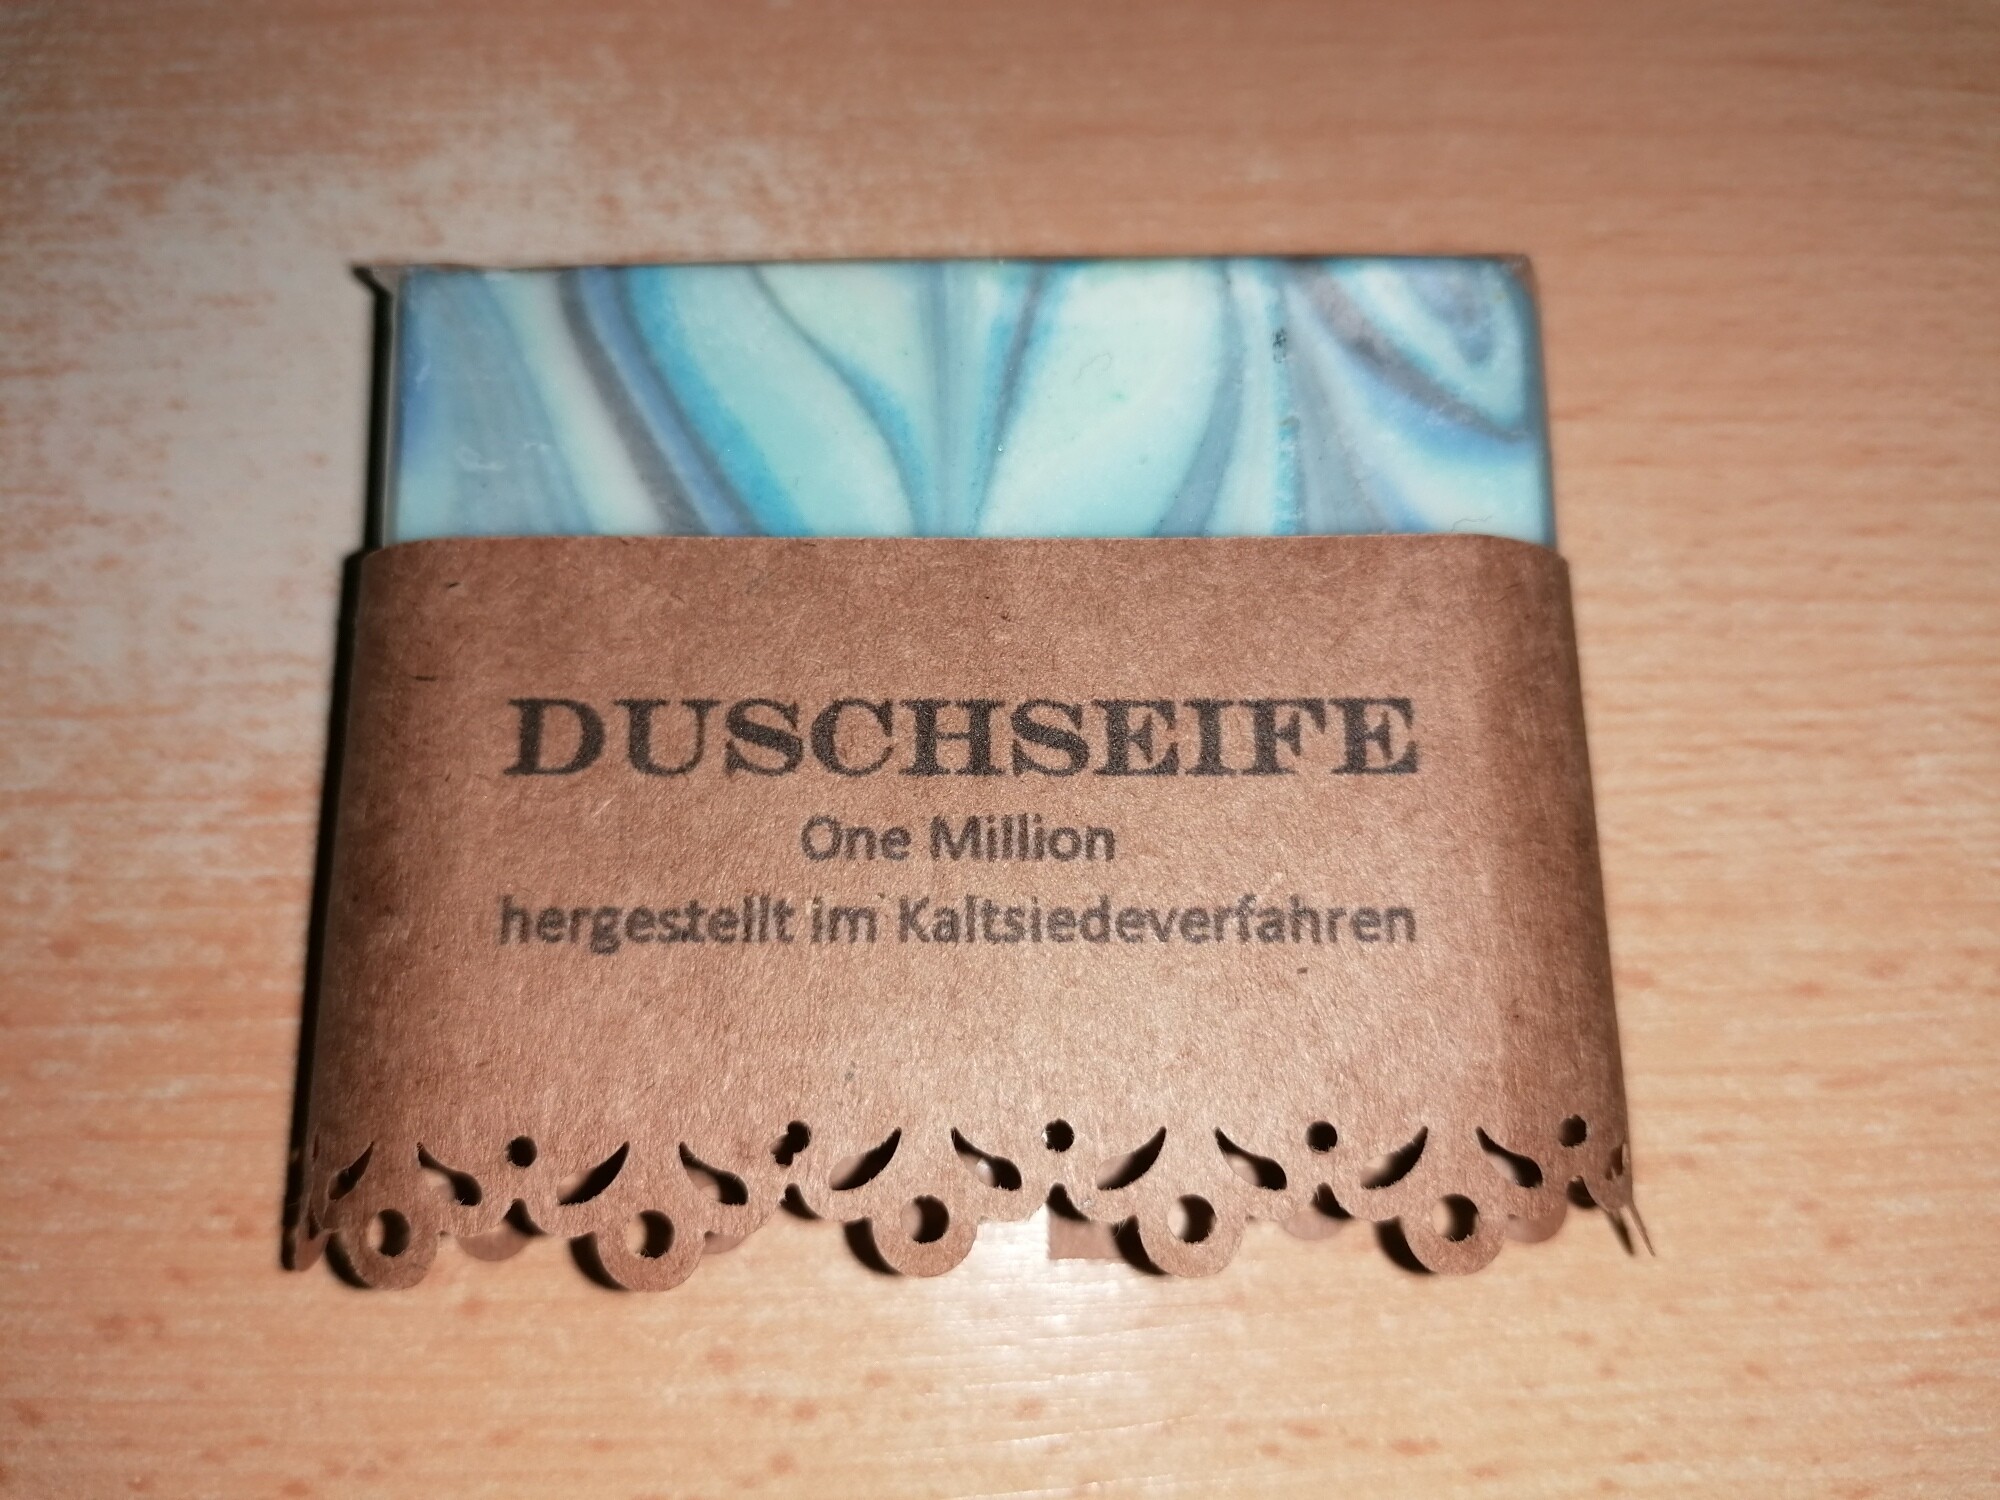 DUSCHSEIFE
One Million
hergestellt im Kaltsiedeverfahren